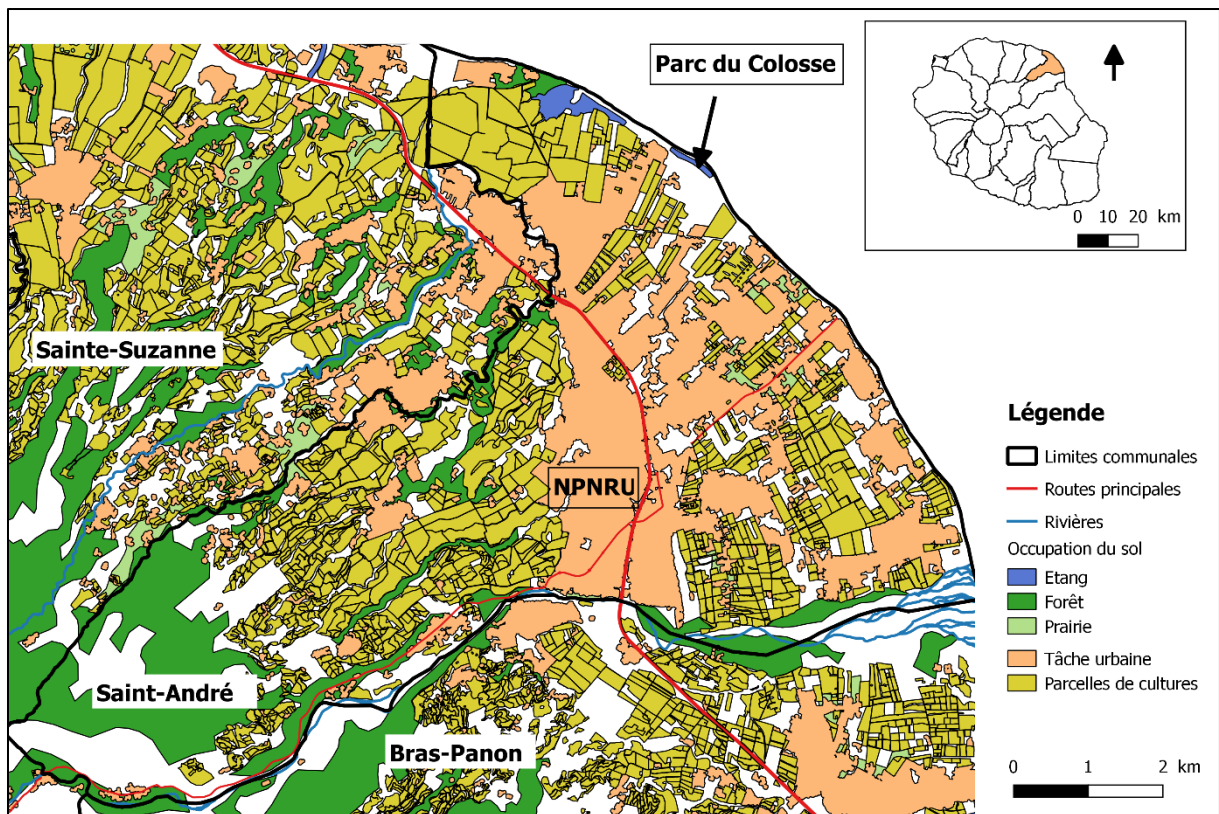 Parc du Colosse
0 10 20 km
Sainte-Suzanne
NPNRU
Saint-André
Bras-Panon
Légende
Limites communales
Routes principales
Rivières
Occupation du sol
Etang
Forêt
Prairie
Tâche urbaine
Parcelles de cultures
0 1 2 km